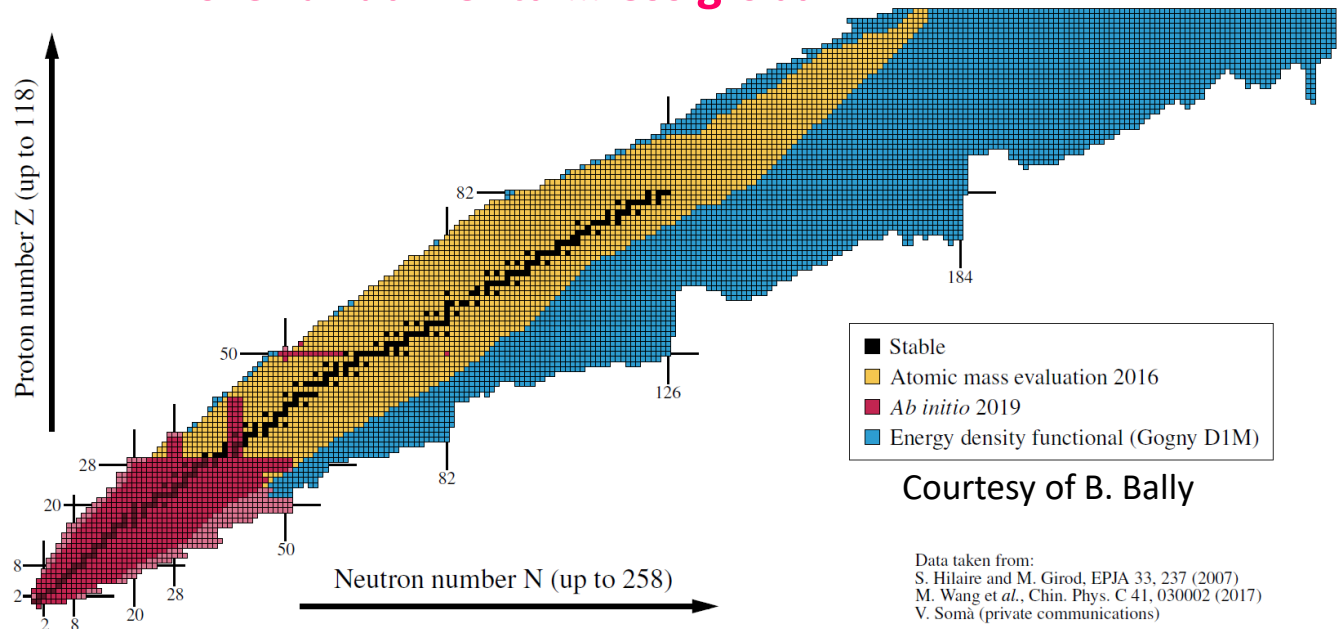 Proton number Z (up to 118)
82
50
28
20
8
2
2
8
20
28
50
82
126
184
Neutron number N (up to 258)
Stable
Atomic mass evaluation 2016
Ab initio 2019
Energy density functional (Gogny D1M)
Courtesy of B. Bally
Data taken from:
S. Hilaire and M. Girod, EPJA 33, 237 (2007)
M. Wang et al., Chin. Phys. C 41, 030002 (2017)
V. Somà (private communications)